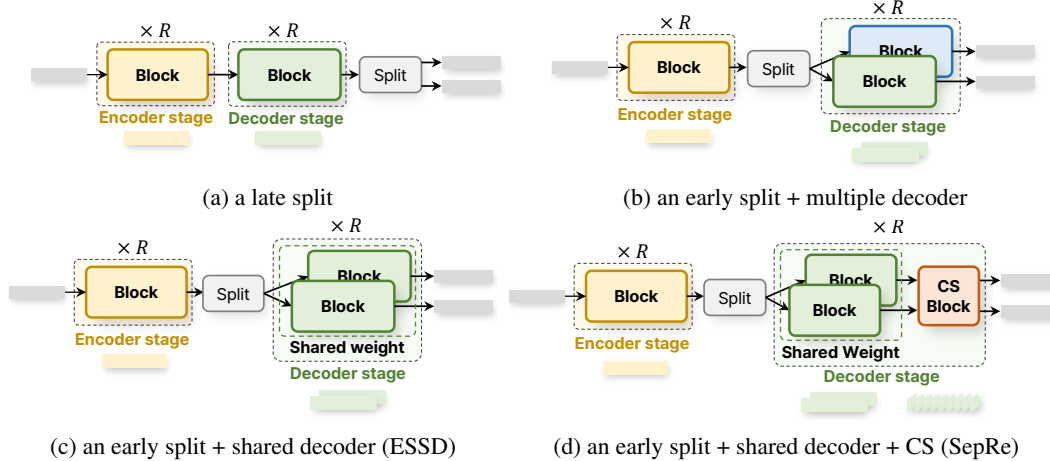 × R
× R
Block
Block
Split
Encoder stage
Decoder stage
(a) a late split
× R
× R
Block
Split
Block
Block
Encoder stage
Decoder stage
(b) an early split + multiple decoder
× R
× R
Block
Split
Block
Block
Shared weight
Encoder stage
Decoder stage
(c) an early split + shared decoder (ESSD)
× R
× R
Block
Split
Block
Block
CS
Block
Shared Weight
Encoder stage
Decoder stage
(d) an early split + shared decoder + CS (SepRe)